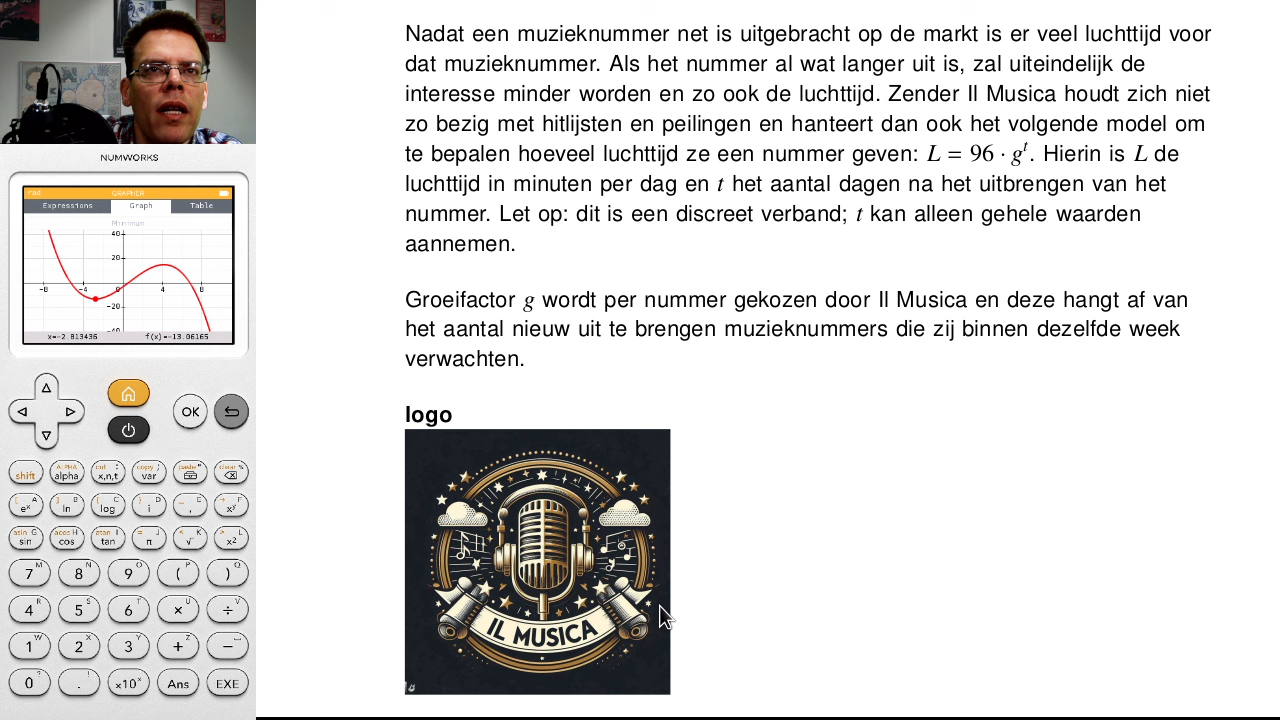 Nadat een muzieknummer net is uitgebracht op de markt is er veel luchttijd voor
dat muzieknummer. Als het nummer al wat langer uit is, zal uiteindelijk de
interesse minder worden en zo ook de luchttijd. Zender Il Musica houdt zich niet
zo bezig met hitlijsten en peilingen en hanteert dan ook het volgende model om
te bepalen hoeveel luchttijd ze een nummer geven: L = 96 · g^t. Hierin is L de
luchttijd in minuten per dag en t het aantal dagen na het uitbrengen van het
nummer. Let op: dit is een discreet verband; t kan alleen gehele waarden
aannemen.
Groeifactor g wordt per nummer gekozen door Il Musica en deze hangt af van
het aantal nieuw uit te brengen muzieknummers die zij binnen dezelfde week
verwachten.
logo
IL MUSICA
NUMWORKS
rad GRAPHER
Expressions Graph Table
Minimum
40
20
-8 -4 0 4 8
-20
-40
x=-2.813436 f(x)=-13.06165
OK
shift alpha x,n,t var
e^x ln log i , x^y
sin cos tan π √ x²
7 8 9 ( )
4 5 6 × ÷
1 2 3 + −
0 . ×10^x Ans EXE